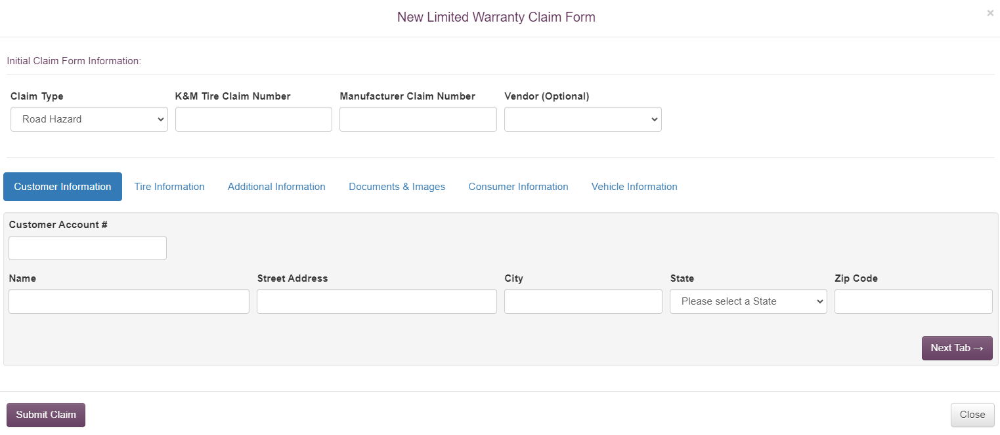 New Limited Warranty Claim Form
×
Initial Claim Form Information:
Claim Type K&M Tire Claim Number Manufacturer Claim Number Vendor (Optional)
Road Hazard
Customer Information Tire Information Additional Information Documents & Images Consumer Information Vehicle Information
Customer Account #
Name Street Address City State Zip Code
Please select a State
Next Tab →
Submit Claim Close